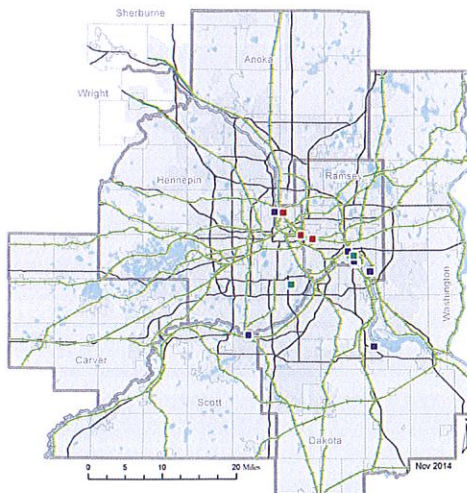 Sherburne
Anoka
Wright
Hennepin
Ramsey
Washington
Carver
Scott
Dakota
Nov 2014
0 5 10 20 Miles